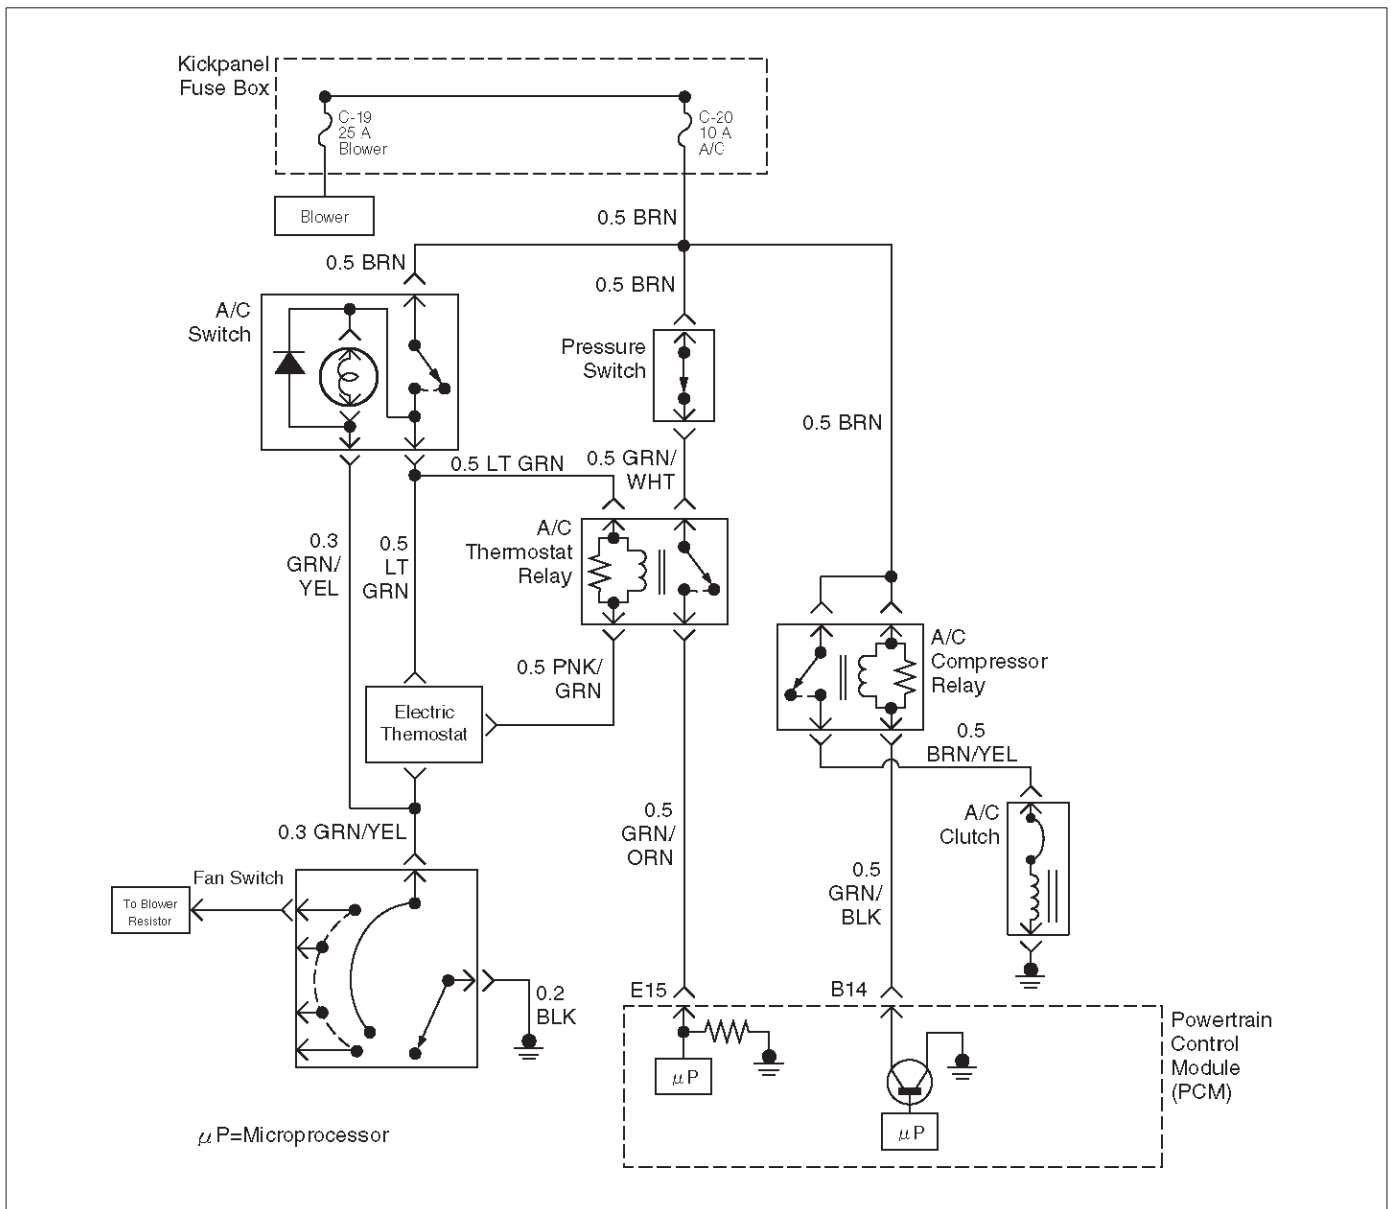 Kickpanel
Fuse Box
C-19
25 A
Blower
C-20
10 A
A/C
Blower
0.5 BRN
0.5 BRN
0.5 BRN
A/C
Switch
Pressure
Switch
0.5 BRN
0.5 LT GRN
0.5 GRN/
WHT
A/C
Thermostat
Relay
0.3
GRN/
YEL
0.5
LT
GRN
A/C
Compressor
Relay
0.5 PNK/
GRN
Electric
Thermostat
0.5
BRN/YEL
0.3 GRN/YEL
0.5
GRN/
ORN
A/C
Clutch
Fan Switch
To Blower
Resistor
0.5
GRN/
BLK
0.2
BLK
E15
B14
Powertrain
Control
Module
(PCM)
μP
μP
μP=Microprocessor